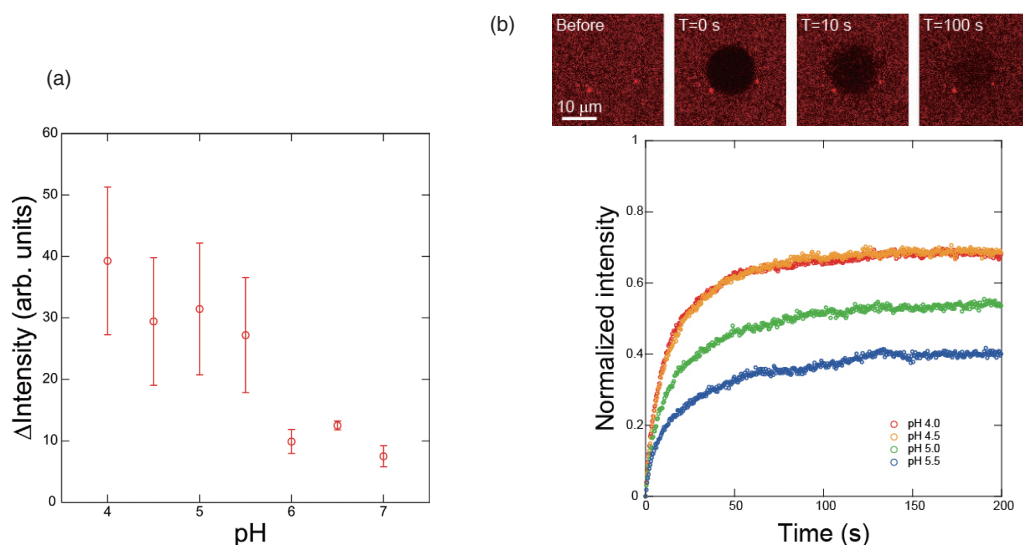 (a)
60
50
40
30
20
10
0
ΔIntensity (arb. units)
4
5
6
7
pH
(b)
Before
T=0 s
T=10 s
T=100 s
10 μm
1
0.8
0.6
0.4
0.2
0
Normalized intensity
pH 4.0
pH 4.5
pH 5.0
pH 5.5
0
50
100
150
200
Time (s)